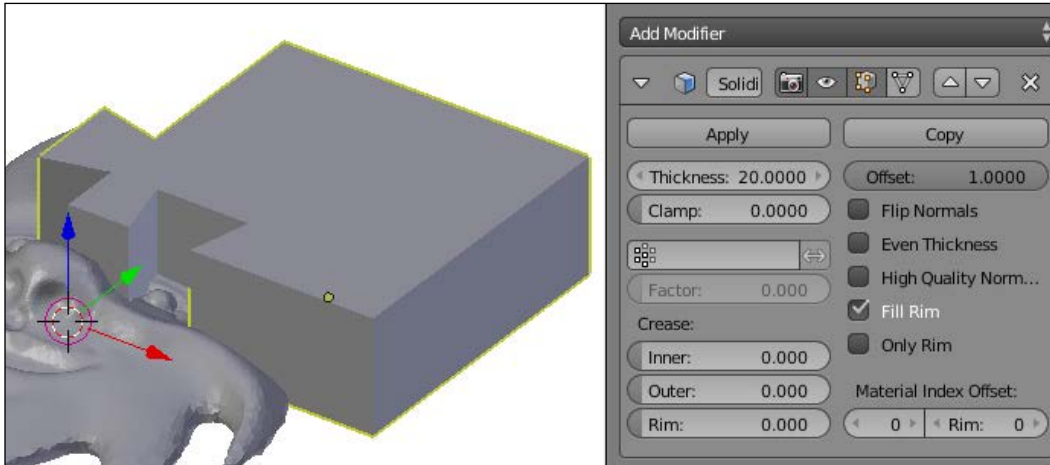 Add Modifier
Solidi
Apply
Copy
Thickness: 20.0000
Offset: 1.0000
Clamp: 0.0000
Flip Normals
Even Thickness
High Quality Norm...
Factor: 0.000
Fill Rim
Crease:
Only Rim
Inner: 0.000
Outer: 0.000
Material Index Offset:
Rim: 0.000
0
Rim: 0